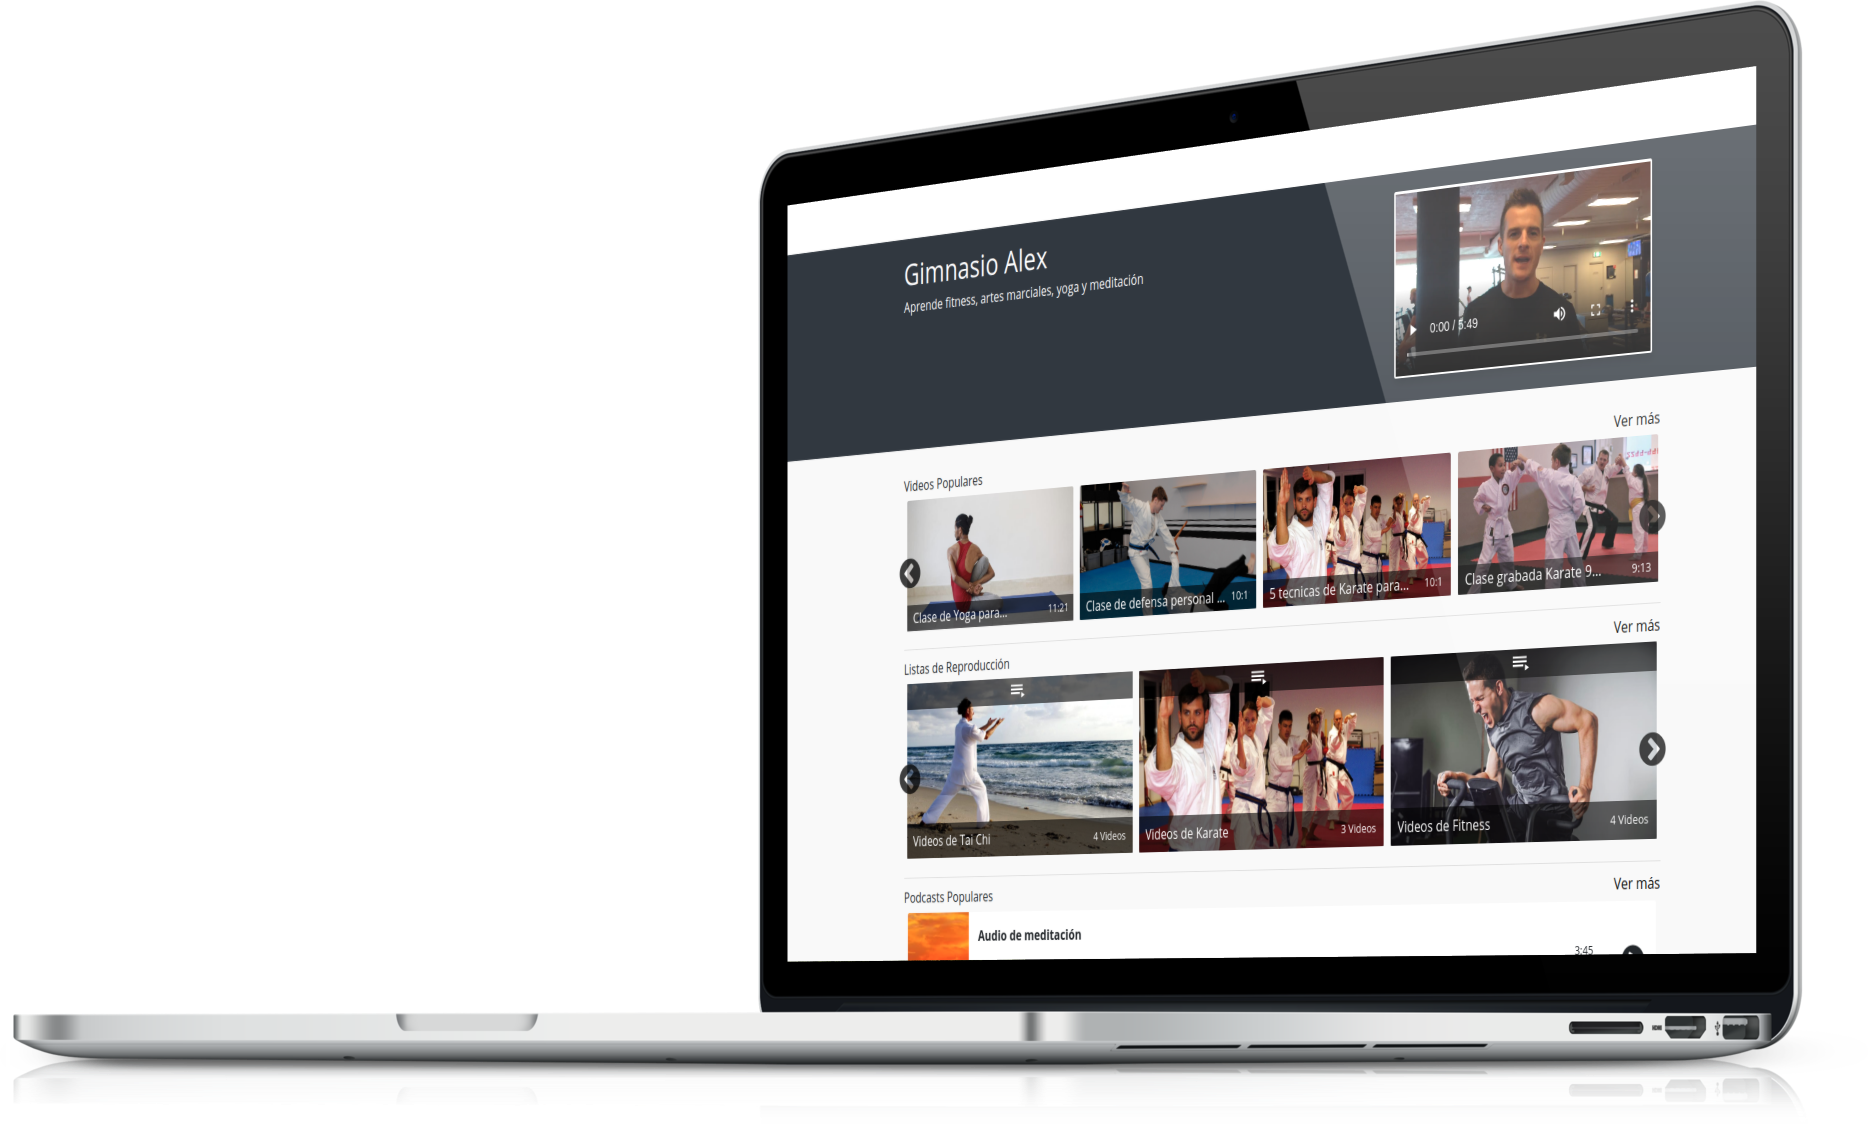 Gimnasio Alex
Aprende fitness, artes marciales, yoga y meditación
0:00 / 5:49
Ver más
Videos Populares
Clase de Yoga para...
11:21
Clase de defensa personal ...
10:1
5 tecnicas de Karate para...
10:1
Clase grabada Karate 9...
9:13
Ver más
Listas de Reproducción
Videos de Tai Chi
4 Videos
Videos de Karate
3 Videos
Videos de Fitness
4 Videos
Ver más
Podcasts Populares
Audio de meditación
3:45
HDMI